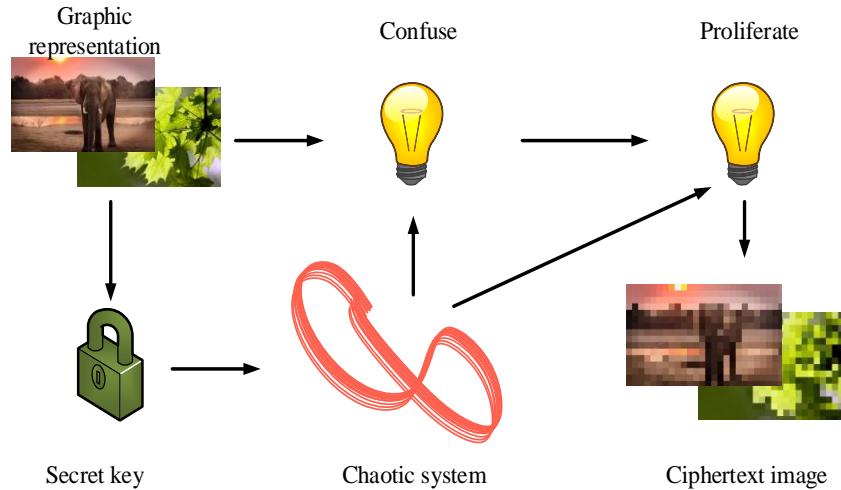 Graphic
representation
Confuse
Proliferate
Secret key
Chaotic system
Ciphertext image